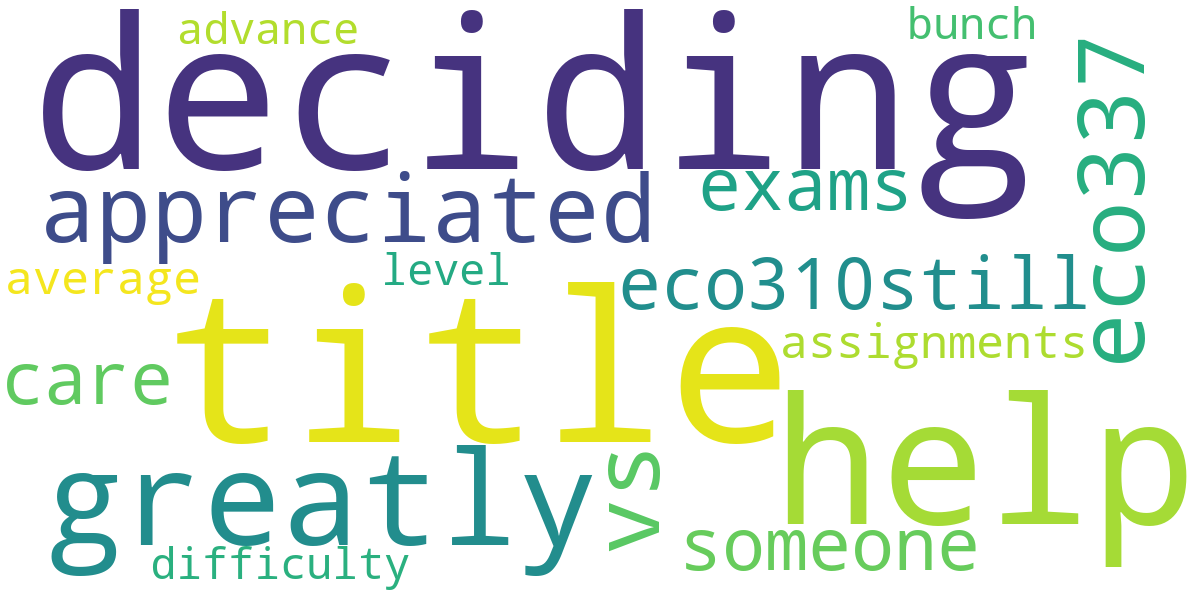 advance
bunch
deciding
eco337
appreciated
exams
average
level
eco310still
title
assignments
care
help
greatly
vs
someone
difficulty